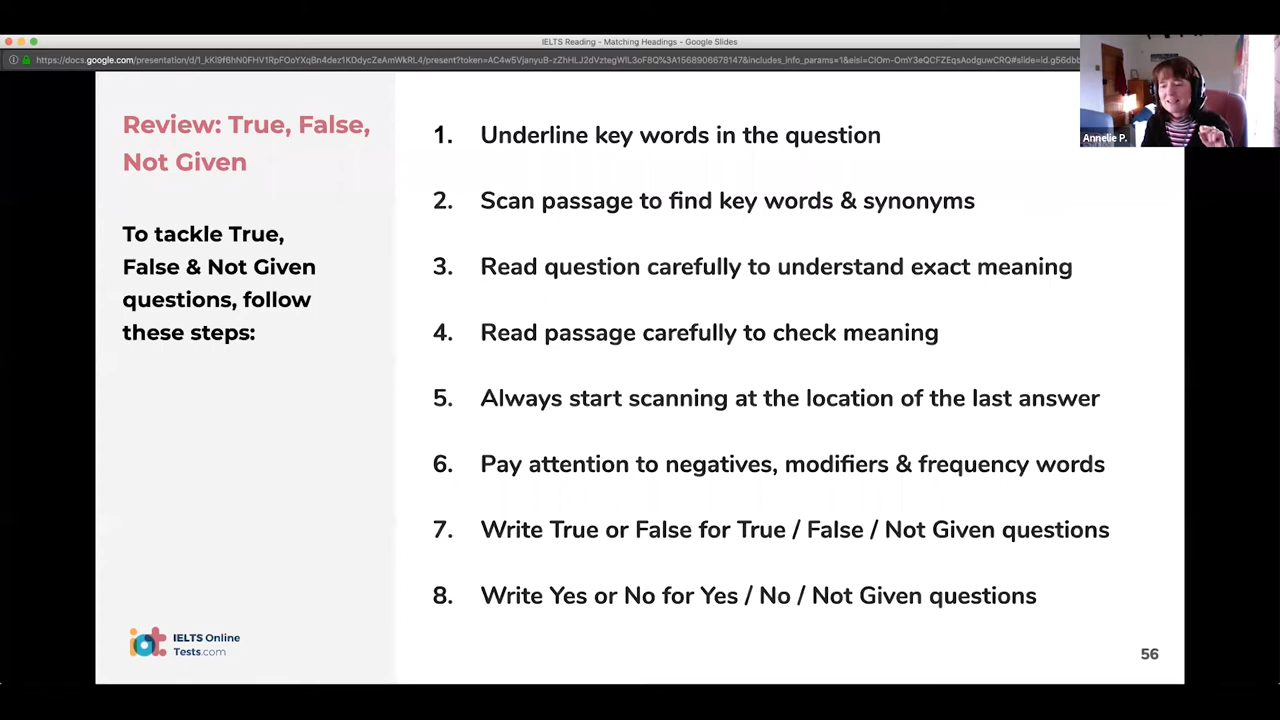 IELTS Reading - Matching Headings - Google Slides
Annelie P.
Review: True, False,
Not Given
To tackle True,
False & Not Given
questions, follow
these steps:
1. Underline key words in the question
2. Scan passage to find key words & synonyms
3. Read question carefully to understand exact meaning
4. Read passage carefully to check meaning
5. Always start scanning at the location of the last answer
6. Pay attention to negatives, modifiers & frequency words
7. Write True or False for True / False / Not Given questions
8. Write Yes or No for Yes / No / Not Given questions
iot IELTS Online
Tests.com
56